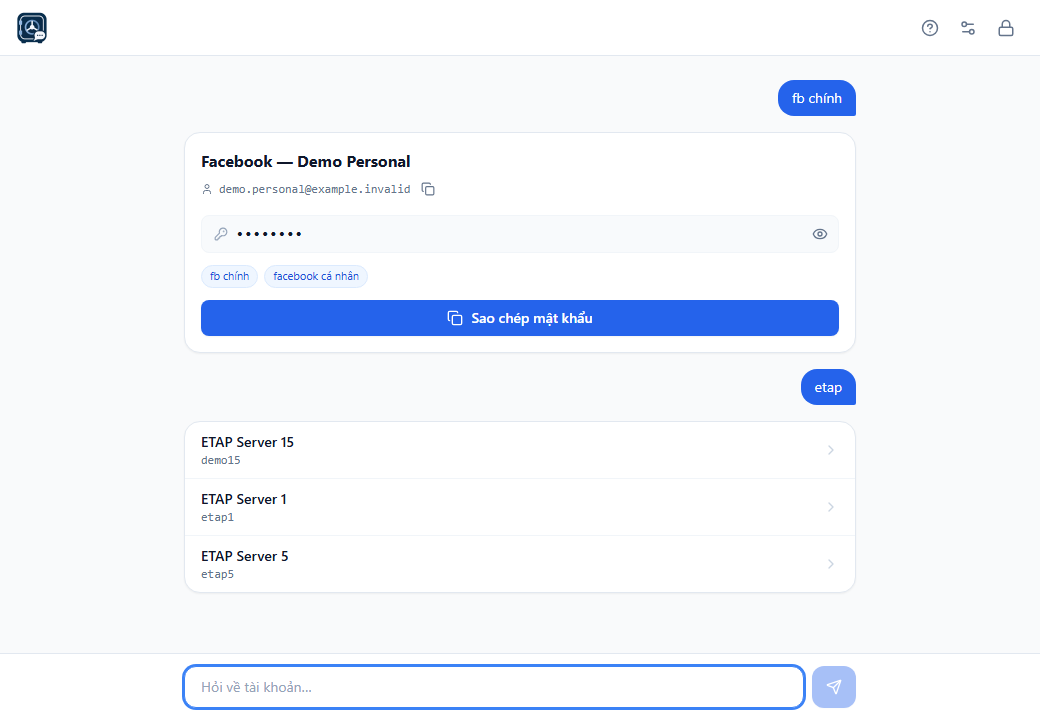 fb chính
Facebook — Demo Personal
demo.personal@example.invalid
••••••••
fb chính facebook cá nhân
Sao chép mật khẩu
etap
ETAP Server 15
demo15
ETAP Server 1
etap1
ETAP Server 5
etap5
Hỏi về tài khoản...